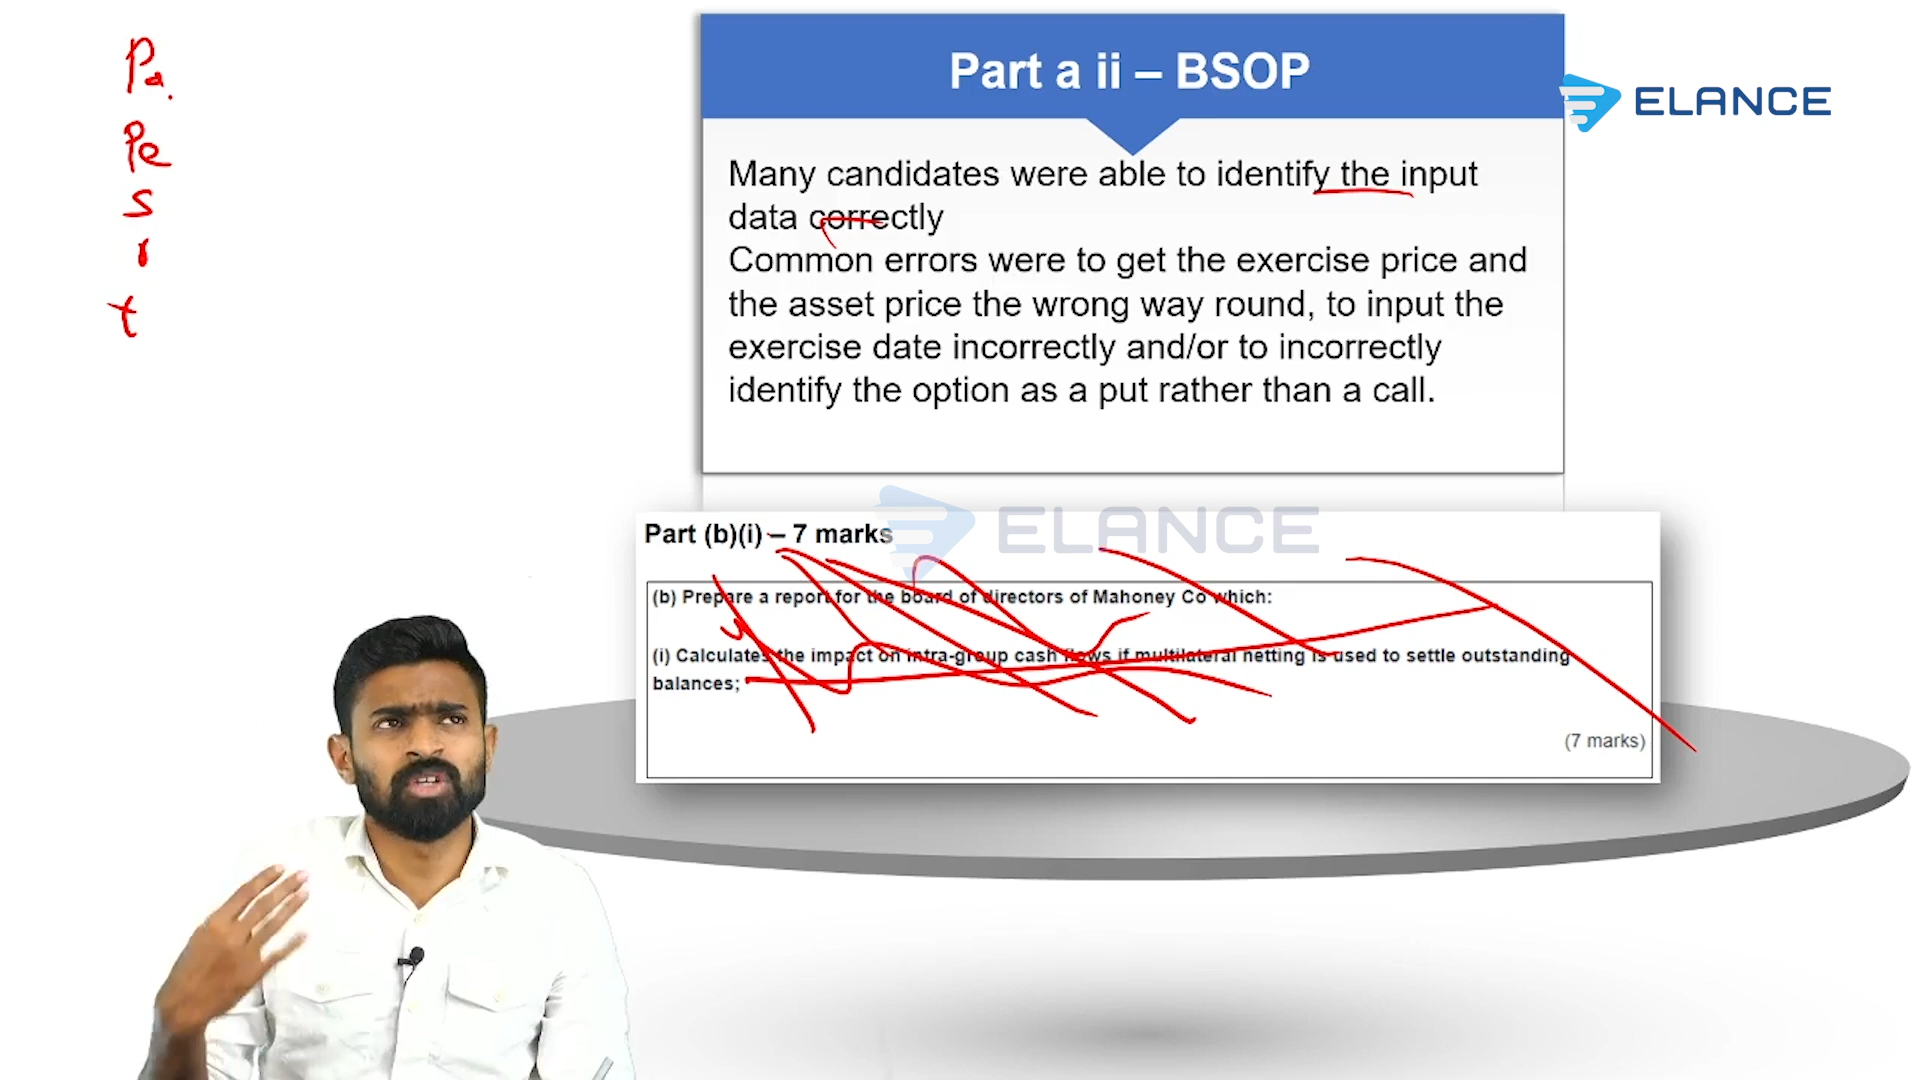 Pa.
Pe
s
r
t
Part a ii – BSOP
ELANCE
Many candidates were able to identify the input
data correctly
Common errors were to get the exercise price and
the asset price the wrong way round, to input the
exercise date incorrectly and/or to incorrectly
identify the option as a put rather than a call.
ELANCE
Part (b)(i) – 7 marks
(b) Prepare a report for the board of directors of Mahoney Co which:
(i) Calculates the impact on intra-group cash flows if multilateral netting is used to settle outstanding
balances;
(7 marks)